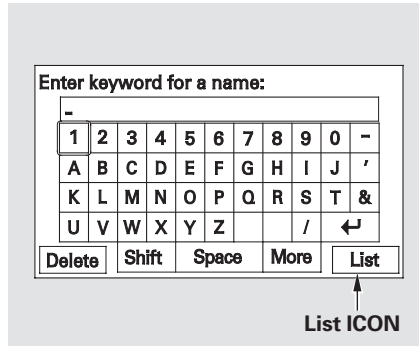 Enter keyword for a name:
-
1 2 3 4 5 6 7 8 9 0 -
A B C D E F G H I J '
K L M N O P Q R S T &
U V W X Y Z / ↵
Delete Shift Space More List
List ICON